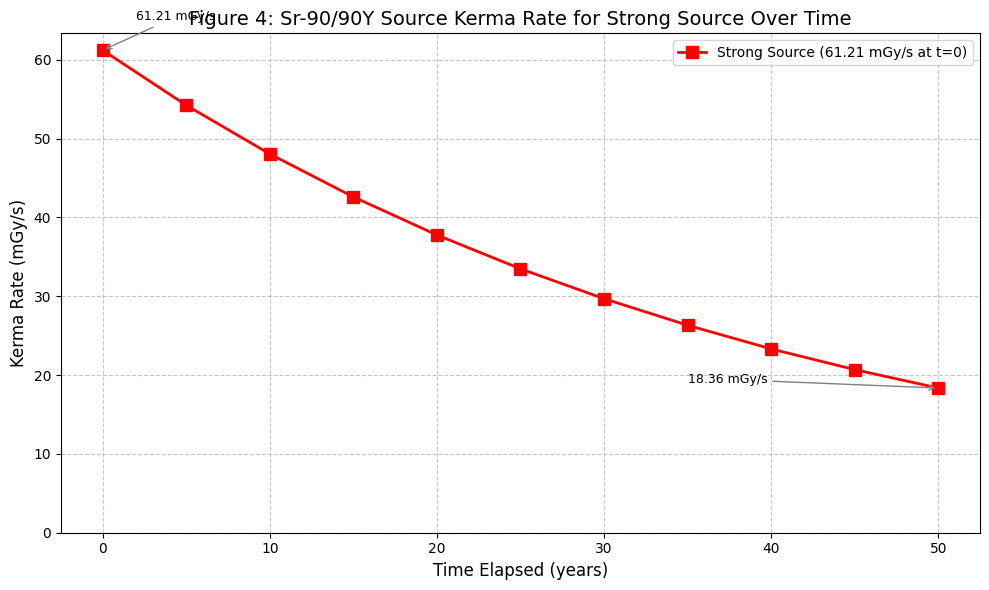 61.21 mGy/s
Figure 4: Sr-90/90Y Source Kerma Rate for Strong Source Over Time
Strong Source (61.21 mGy/s at t=0)
Kerma Rate (mGy/s)
60
50
40
30
20
10
0
18.36 mGy/s
0 10 20 30 40 50
Time Elapsed (years)